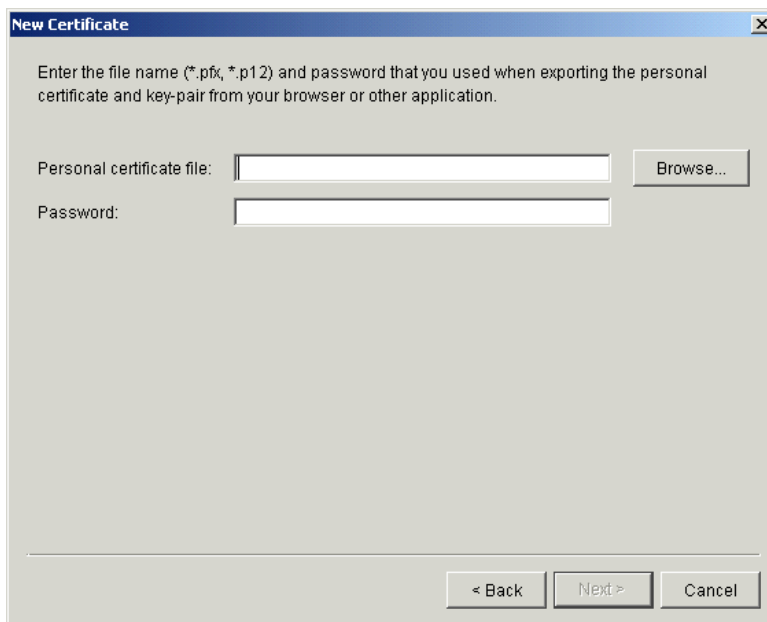 New Certificate
Enter the file name (*.pfx, *.p12) and password that you used when exporting the personal
certificate and key-pair from your browser or other application.
Personal certificate file:
Browse...
Password:
< Back
Next >
Cancel